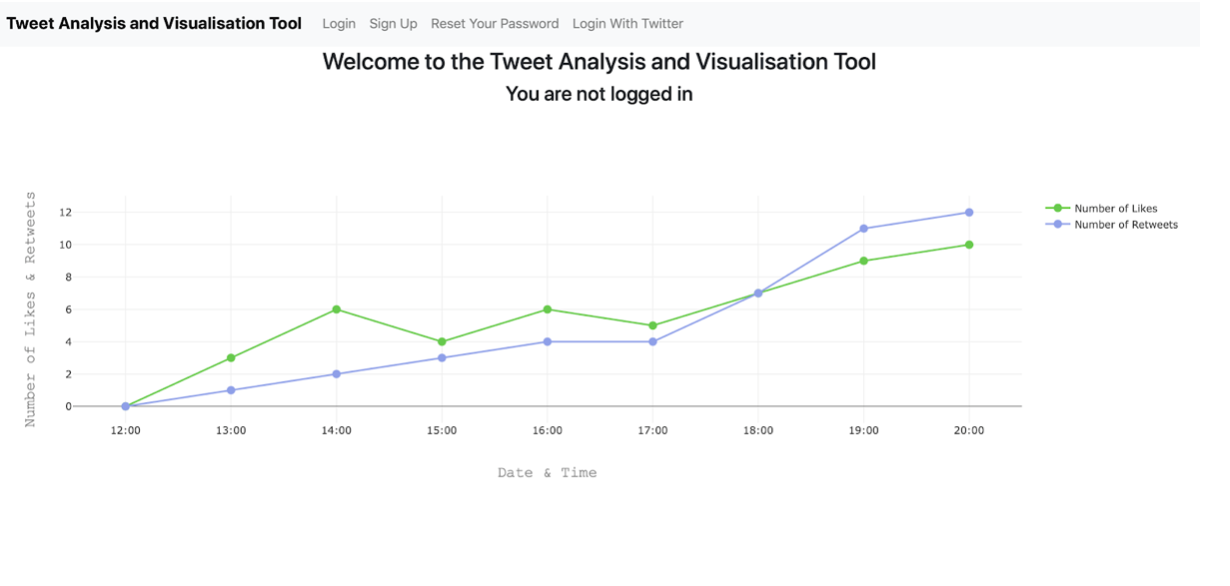 Tweet Analysis and Visualisation Tool Login Sign Up Reset Your Password Login With Twitter
Welcome to the Tweet Analysis and Visualisation Tool
You are not logged in
Number of Likes & Retweets
12
10
8
6
4
2
0
12:00 13:00 14:00 15:00 16:00 17:00 18:00 19:00 20:00
Date & Time
Number of Likes
Number of Retweets